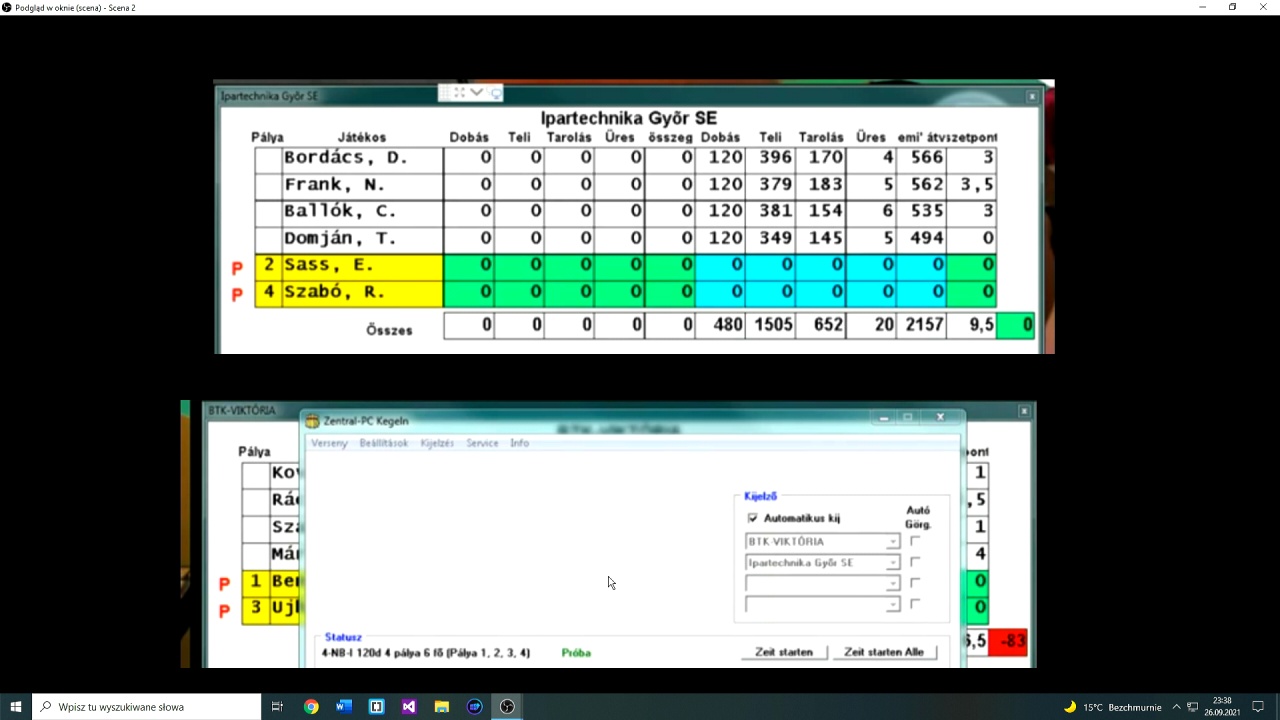 Podgląd w oknie (scena) - Scena 2
Ipartechnika Győr SE
Ipartechnika Győr SE
Pálya Játékos Dobás Teli Tarolás Üres összeg Dobás Teli Tarolás Üres emi' átv szetpont
Bordács, D. 0 0 0 0 0 120 396 170 4 566 3
Frank, N. 0 0 0 0 0 120 379 183 5 562 3,5
Ballók, C. 0 0 0 0 0 120 381 154 6 535 3
Domján, T. 0 0 0 0 0 120 349 145 5 494 0
P 2 Sass, E. 0 0 0 0 0 0 0 0 0 0 0
P 4 Szabó, R. 0 0 0 0 0 0 0 0 0 0 0
Összes 0 0 0 0 0 480 1505 652 20 2157 9,5 0
BTK-VIKTÓRIA
Zentral-PC Kegeln
Verseny Beállítások Kijelzés Service Info
Pálya
pont
Ko 1
Rá ,5
Sz 1
Má 4
P 1 Be 0
P 3 Uj 0
5,5 -83
Kijelző
Automatikus kij
Autó
Görg.
BTK-VIKTÓRIA
Ipartechnika Győr SE
Statusz
4-NB-I 120d 4 pálya 6 fő (Pálya 1, 2, 3, 4) Próba
Zeit starten Zeit starten Alle
Wpisz tu wyszukiwane słowa
15°C Bezchmurnie
23:38
26.09.2021